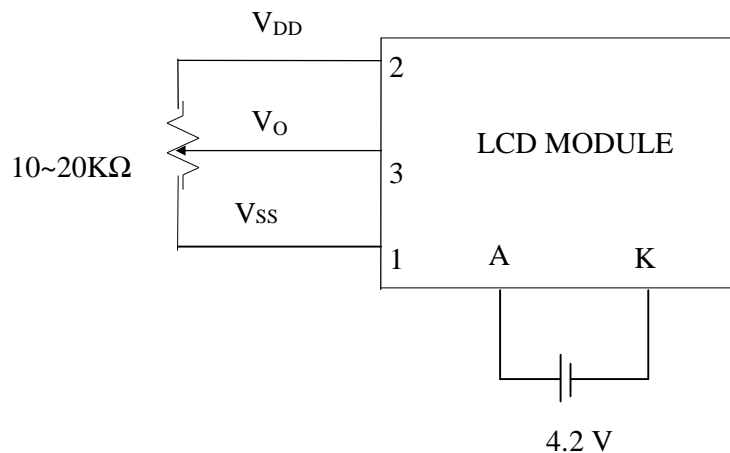 VDD
2
VO
LCD MODULE
10~20KΩ
3
VSS
1
A
K
4.2 V